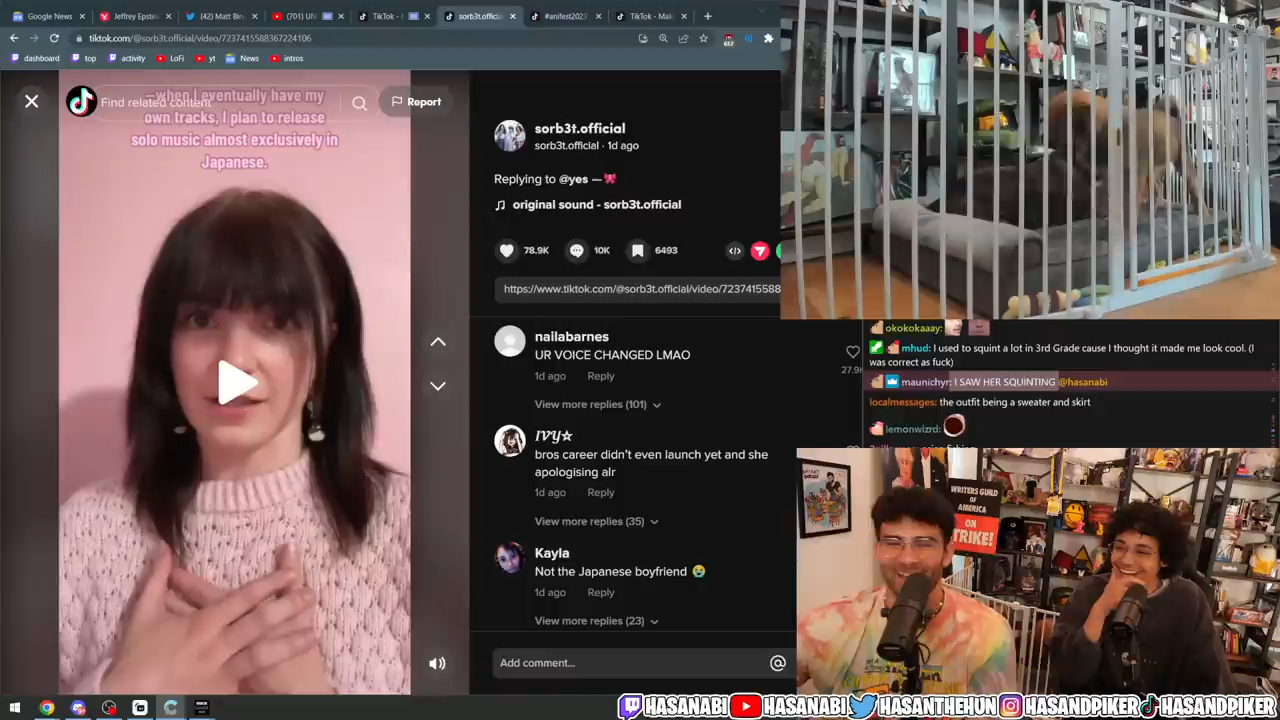 Google News
Jeffrey Epste
(42) Matt Bin
(701) UN
TikTok -
sorb3t.officia
#anifest2023
TikTok - Mak
tiktok.com/@sorb3t.official/video/7237415588367224106
632
dashboard
top
activity
LoFi
yt
News
intros
—when I eventually have my
own tracks, I plan to release
solo music almost exclusively in
Japanese.
Find related content
Report
sorb3t.official
sorb3t.official · 1d ago
Replying to @yes —🎀
original sound - sorb3t.official
78.9K
10K
6493
https://www.tiktok.com/@sorb3t.official/video/7237415588
nailabarnes
UR VOICE CHANGED LMAO
1d ago Reply
27.9
View more replies (101)
IVY☆
bros career didn't even launch yet and she
apologising alr
1d ago Reply
View more replies (35)
Kayla
Not the Japanese boyfriend 😭
1d ago Reply
View more replies (23)
Add comment...
okokokaaay:
mhud: I used to squint a lot in 3rd Grade cause I thought it made me look cool. (I
was correct as fuck)
maunichyr: I SAW HER SQUINTING @hasanabi
localmessages: the outfit being a sweater and skirt
lemonwizrd:
WRITERS GUILD
OF
AMERICA
ON
STRIKE!
HASANABI
HASANABI
HASANTHEHUN
HASANDPIKER
HASANDPIKER